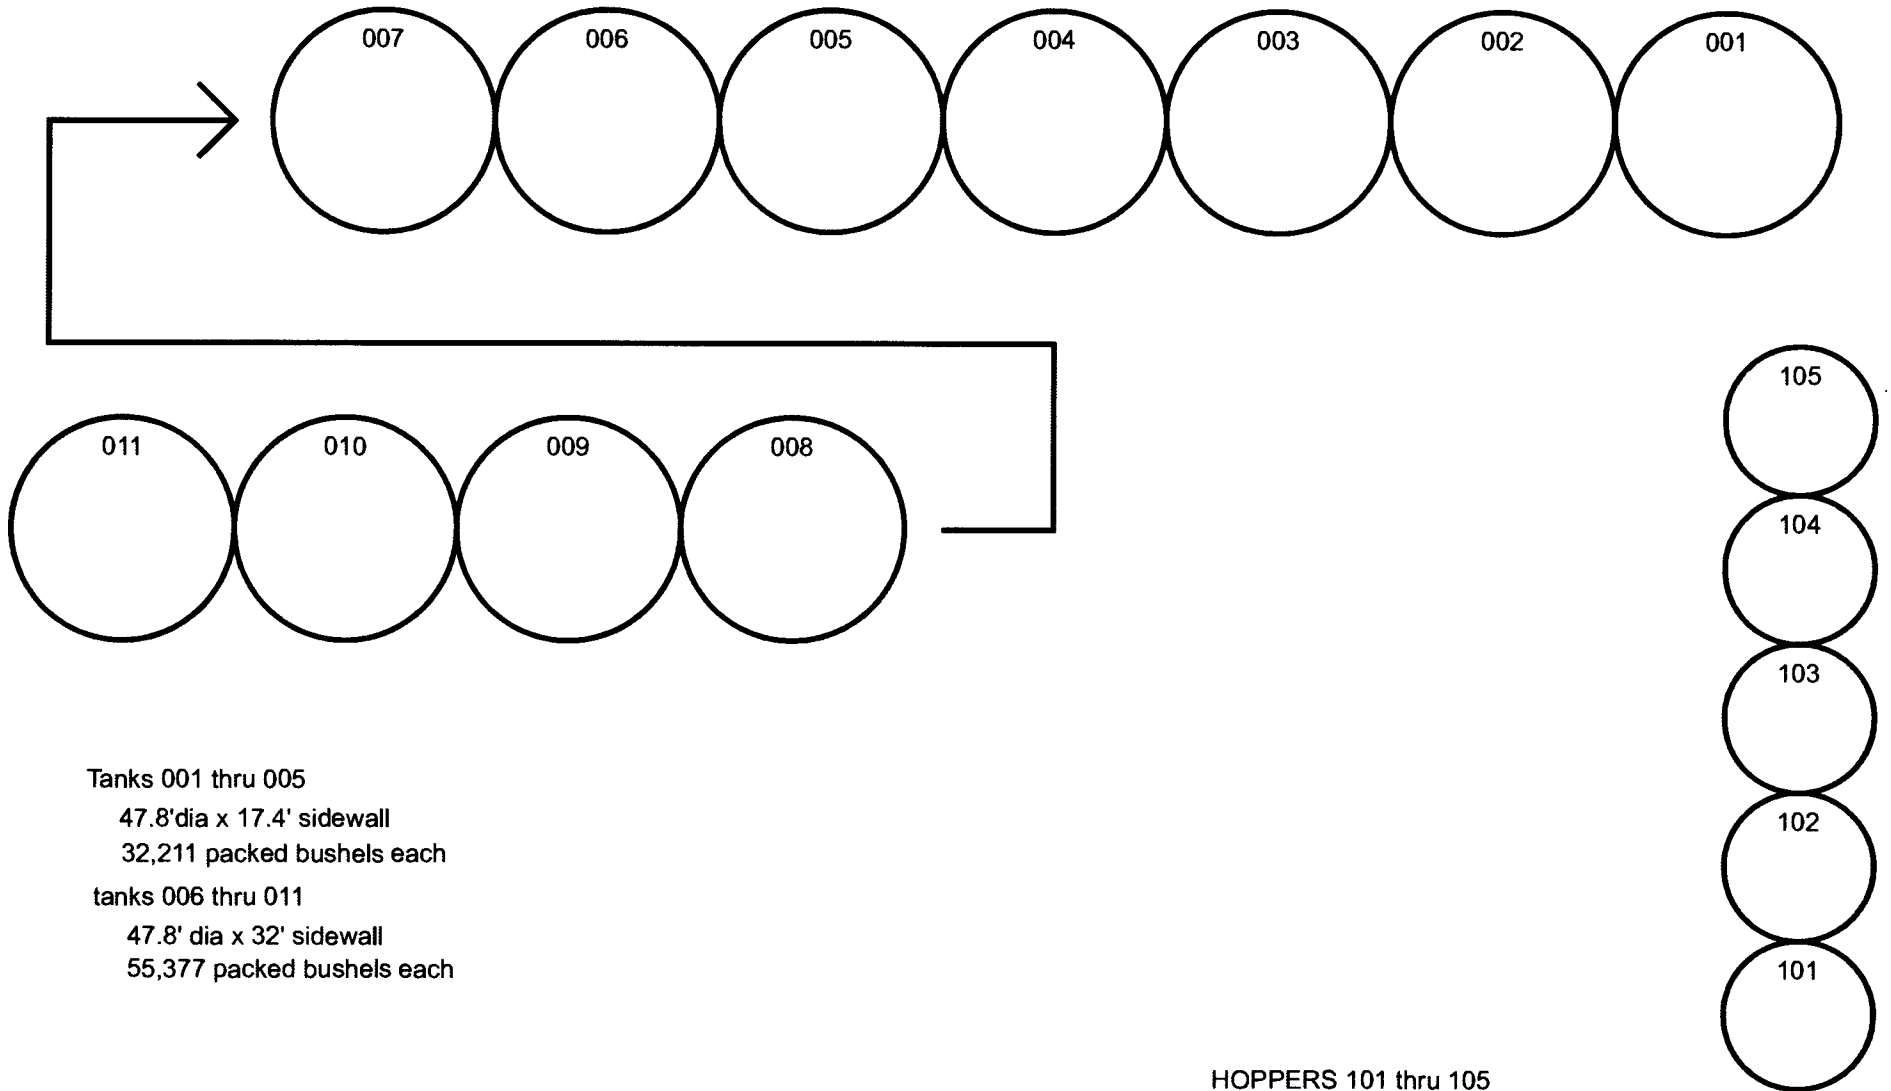 007
006
005
004
003
002
001
105
011
010
009
008
104
103
102
101
Tanks 001 thru 005
47.8'dia x 17.4' sidewall
32,211 packed bushels each
tanks 006 thru 011
47.8' dia x 32' sidewall
55,377 packed bushels each
HOPPERS 101 thru 105